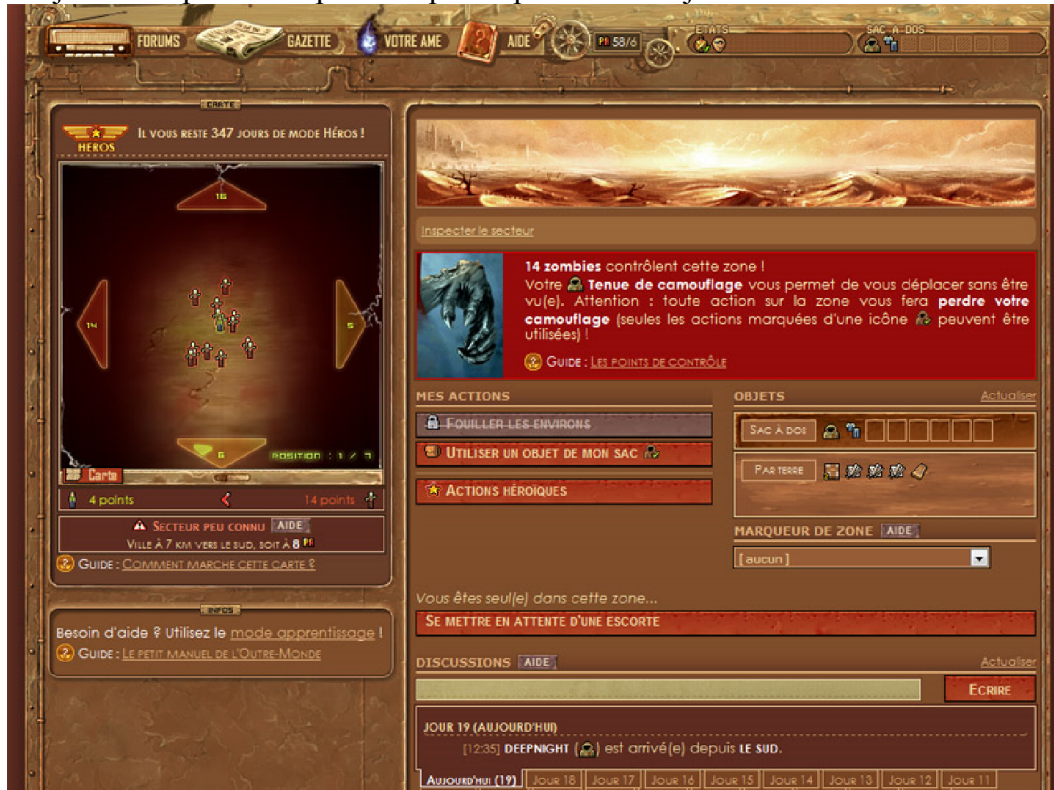 FORUMS
GAZETTE
VOTRE AME
AIDE
58/6
ETATS
SAC A DOS
CARTE
HEROS
IL VOUS RESTE 347 JOURS DE MODE HÉROS !
16
14
5
6
POSITION : 1 / 7
Carte
4 points
<
14 points
SECTEUR PEU CONNU AIDE
VILLE À 7 KM VERS LE SUD, SOIT À 8
GUIDE : COMMENT MARCHE CETTE CARTE ?
INFOS
Besoin d'aide ? Utilisez le mode apprentissage !
GUIDE : LE PETIT MANUEL DE L'OUTRE-MONDE
Inspecter le secteur
14 zombies contrôlent cette zone !
Votre Tenue de camouflage vous permet de vous déplacer sans être
vu(e). Attention : toute action sur la zone vous fera perdre votre
camouflage (seules les actions marquées d'une icône peuvent être
utilisées) !
GUIDE : LES POINTS DE CONTRÔLE
MES ACTIONS
FOUILLER LES ENVIRONS
UTILISER UN OBJET DE MON SAC
ACTIONS HÉROÏQUES
OBJETS
Actualiser
SAC À DOS
PAR TERRE
MARQUEUR DE ZONE AIDE
[ aucun ]
Vous êtes seul(e) dans cette zone...
SE METTRE EN ATTENTE D'UNE ESCORTE
DISCUSSIONS AIDE
Actualiser
ECRIRE
JOUR 19 (AUJOURD'HUI)
[12:35] DEEPNIGHT ( ) est arrivé(e) depuis LE SUD.
AUJOURD'HUI (19) JOUR 18 JOUR 17 JOUR 16 JOUR 15 JOUR 14 JOUR 13 JOUR 12 JOUR 11